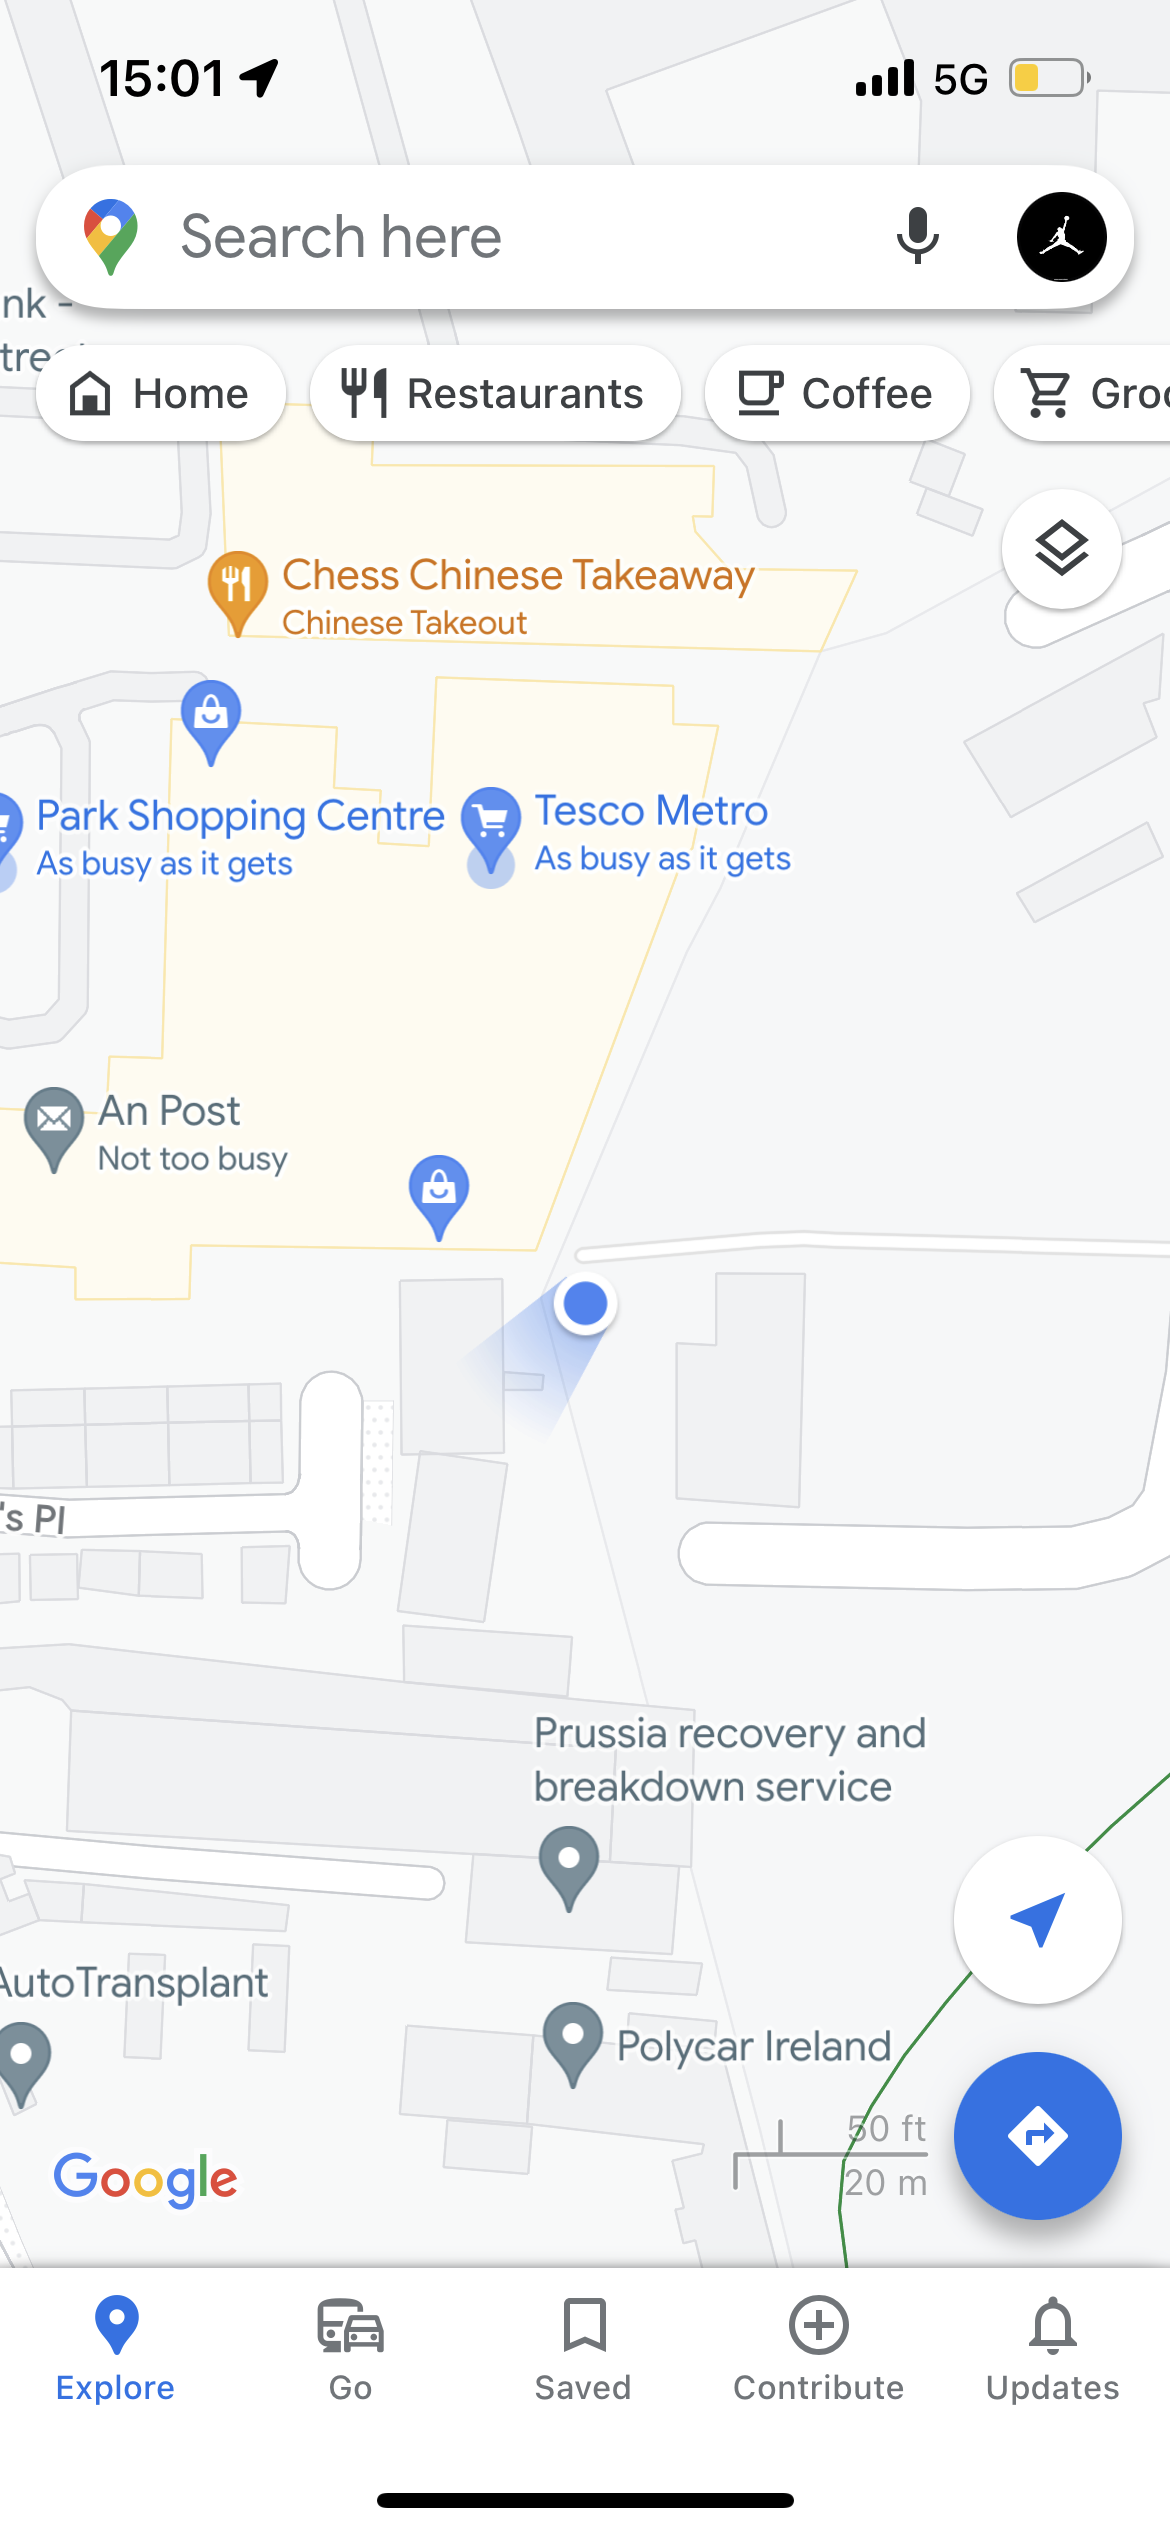 15:01
5G
Search here
nk -
Home
Restaurants
Coffee
Chess Chinese Takeaway
Chinese Takeout
Park Shopping Centre
As busy as it gets
Tesco Metro
As busy as it gets
An Post
Not too busy
's Pl
Prussia recovery and
breakdown service
AutoTransplant
Polycar Ireland
50 ft
20 m
Google
Explore
Go
Saved
Contribute
Updates